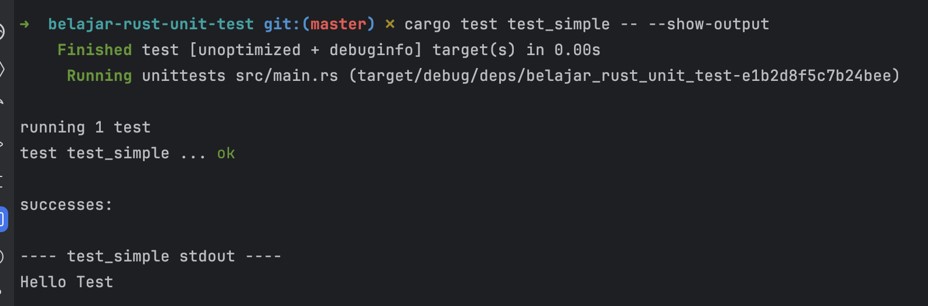 → belajar-rust-unit-test git:(master) ✗ cargo test test_simple -- --show-output
Finished test [unoptimized + debuginfo] target(s) in 0.00s
Running unittests src/main.rs (target/debug/deps/belajar_rust_unit_test-e1b2d8f5c7b24bee)
running 1 test
test test_simple ... ok
successes:
---- test_simple stdout ----
Hello Test